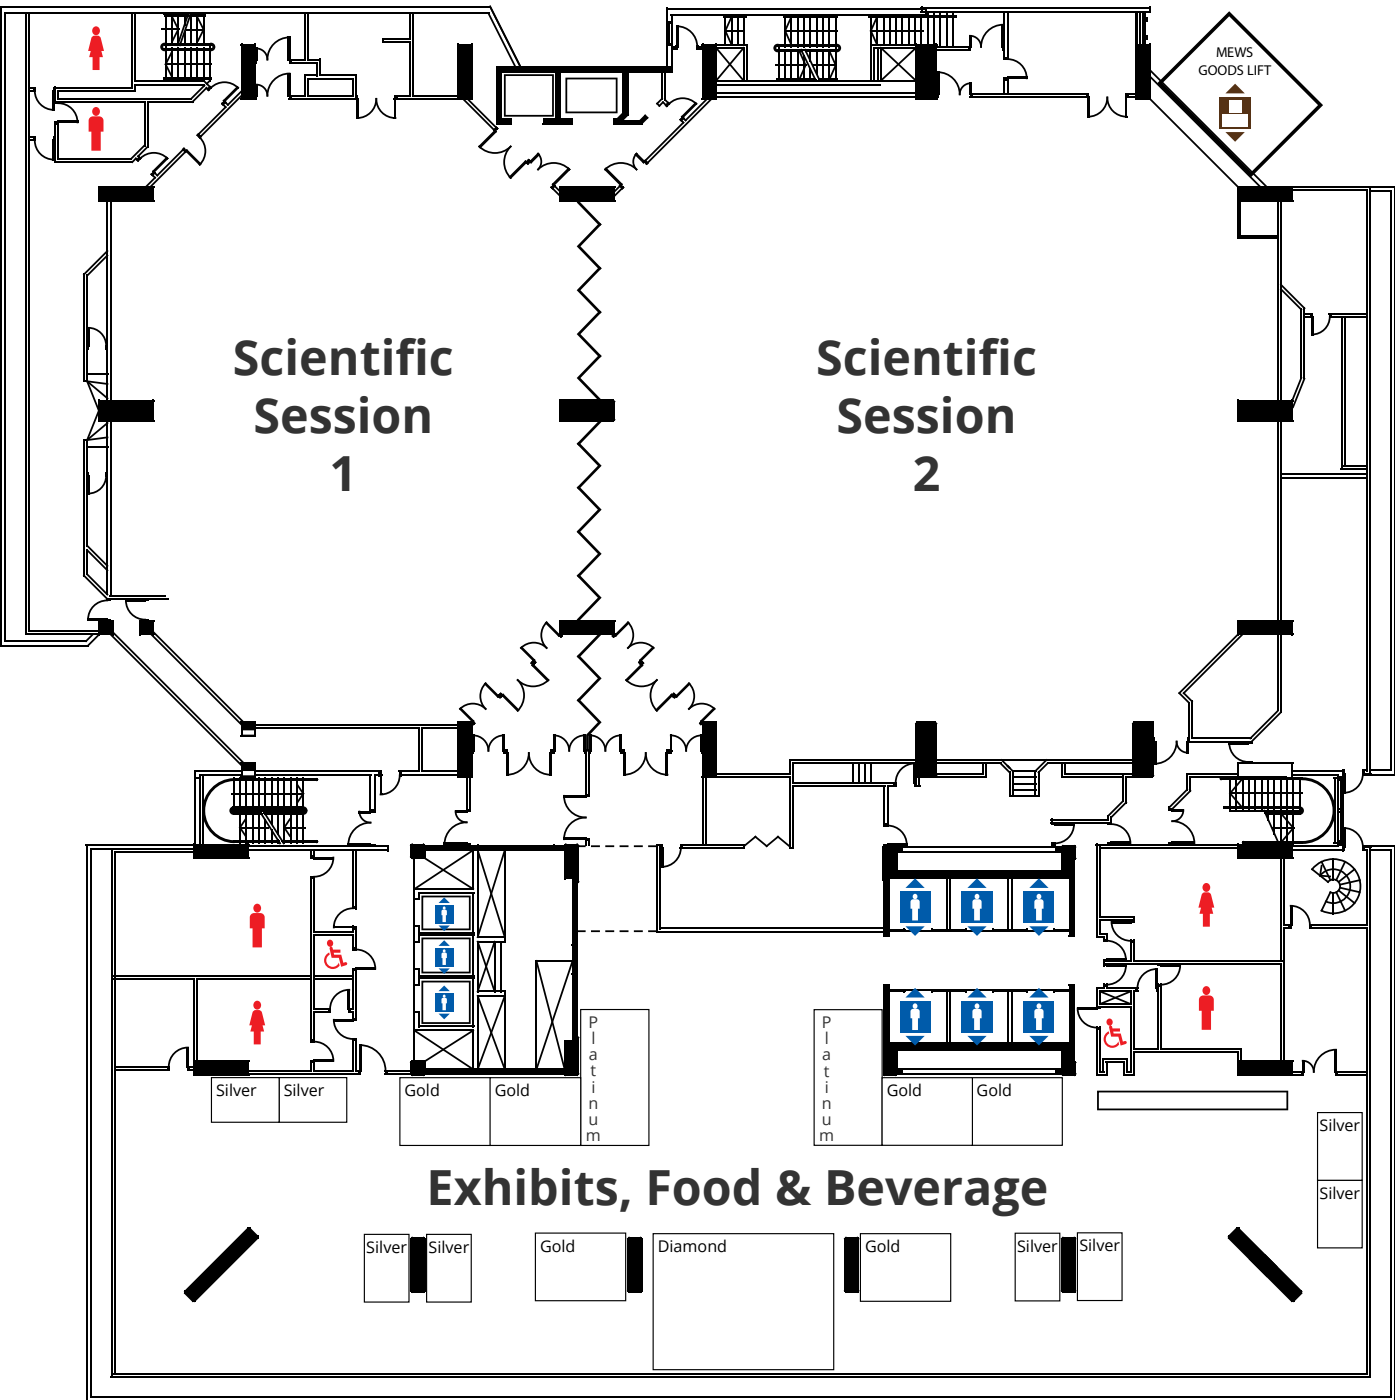 MEWS
GOODS LIFT
Scientific
Session
1
Scientific
Session
2
Platinum
Platinum
Silver
Silver
Gold
Gold
Gold
Gold
Silver
Silver
Exhibits, Food & Beverage
Silver
Silver
Gold
Diamond
Gold
Silver
Silver